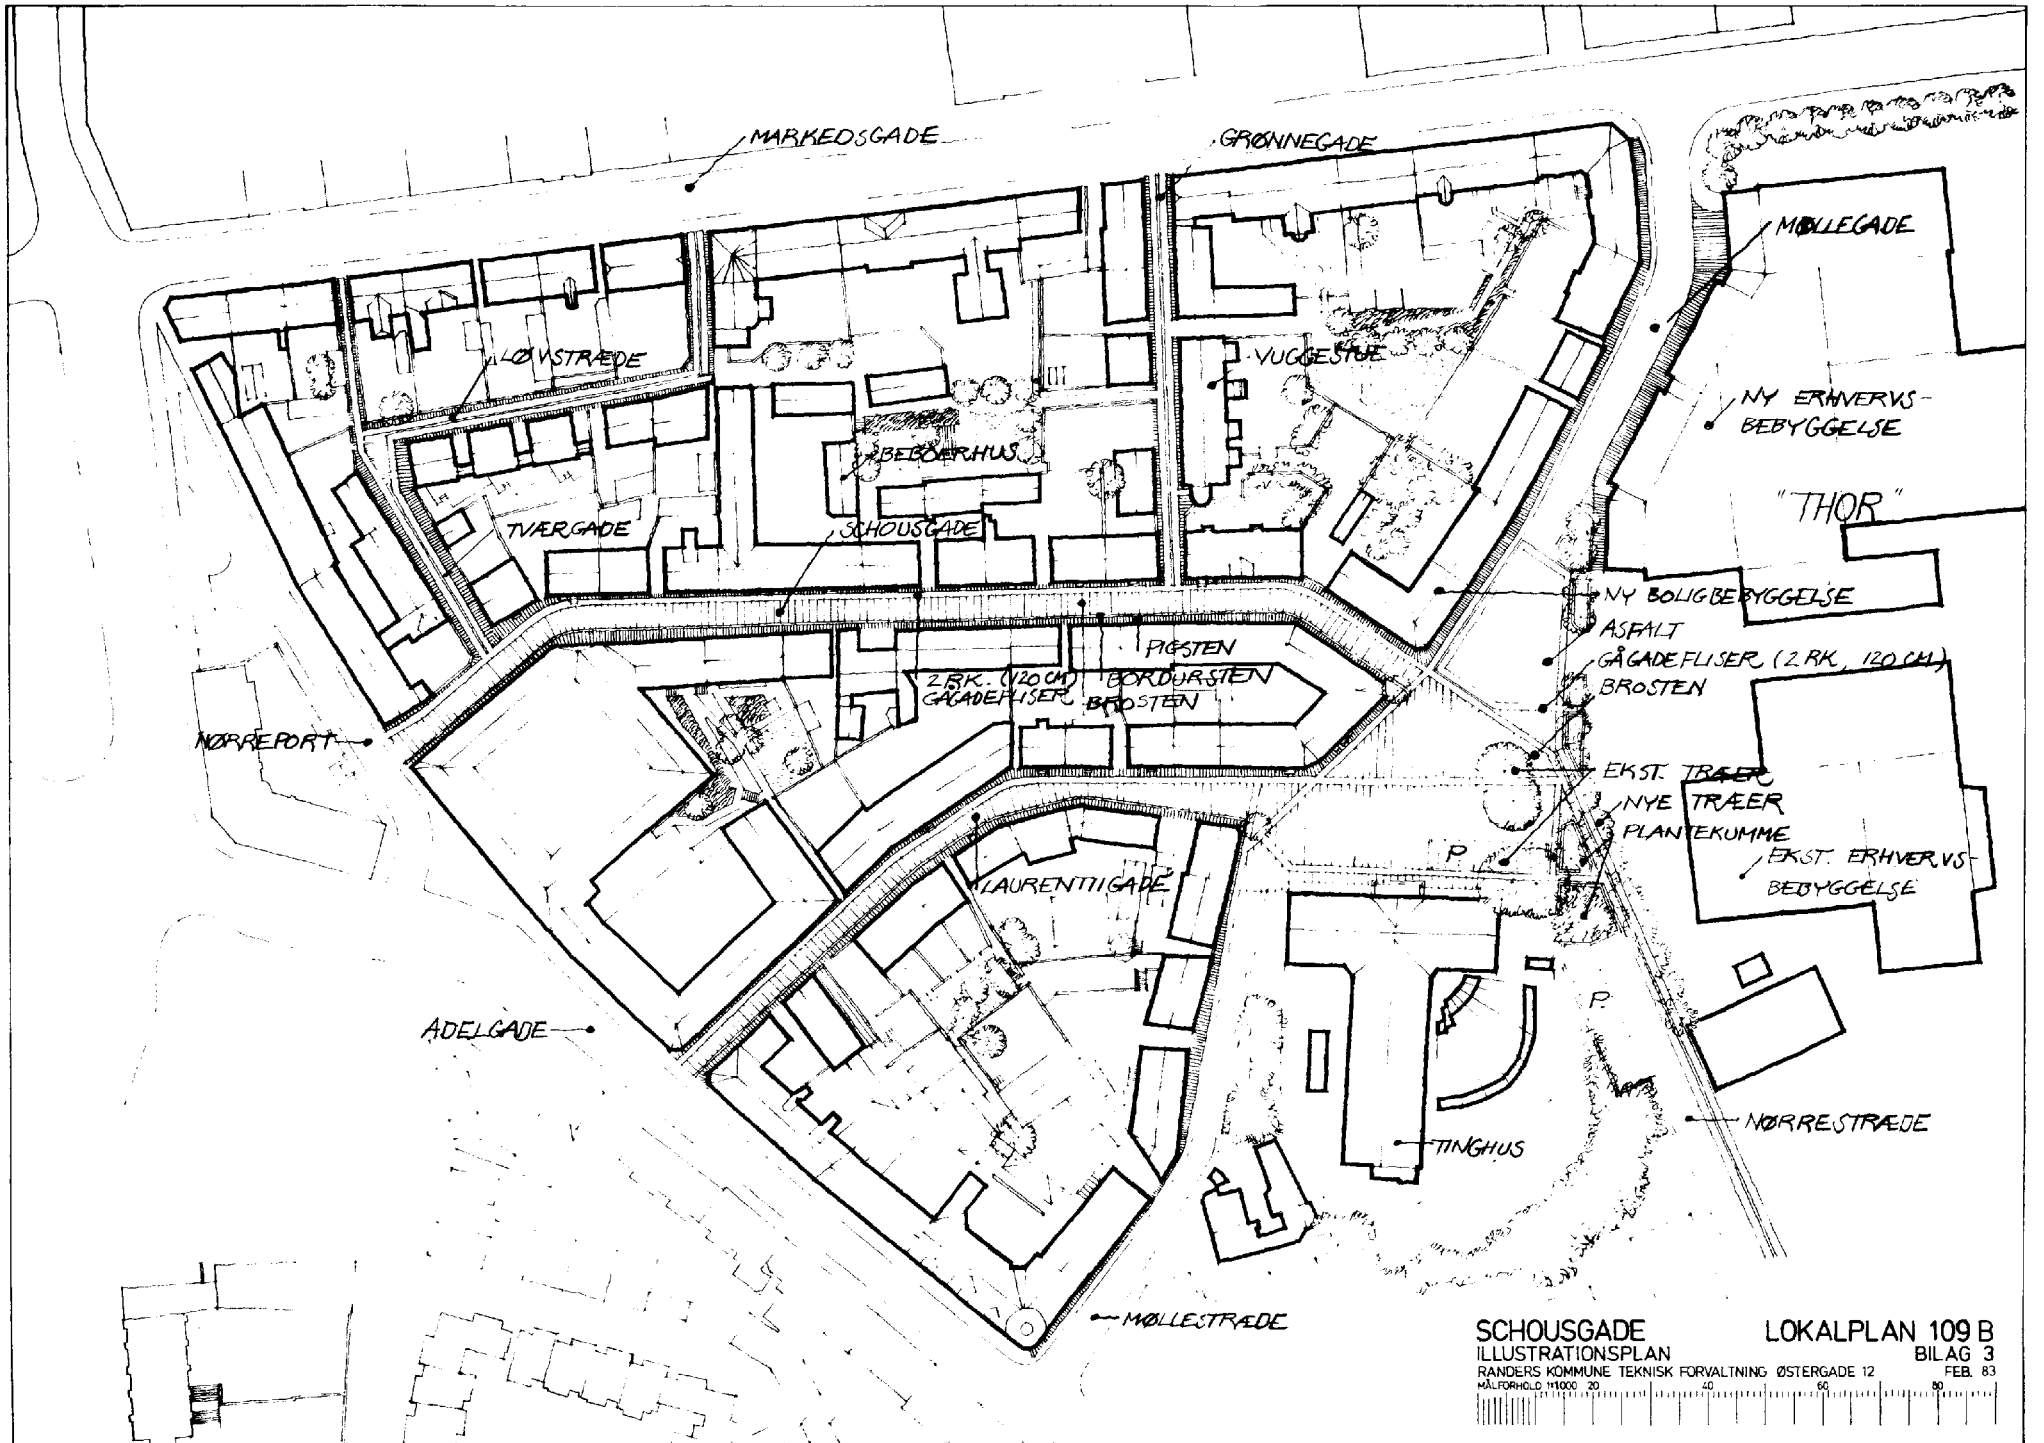 MARKEDSGADE
GRØNNEGADE
MØLLEGADE
LØVSTRÆDE
VUGGESTUE
NY ERHVERVS-
BEBYGGELSE
BEBOERHUS
"THOR"
TVÆRGADE
SCHOUSGADE
NY BOLIGBEBYGGELSE
ASFALT
PIGSTEN
GÅGADEFLISER (2 RK, 120 CM)
2 RK. (120 CM)
BORDURSTEN
BROSTEN
GÅGADEFLISER
BROSTEN
NØRREPORT
EKST. TRÆER
NYE TRÆER
PLANTEKUMME
P
EKST. ERHVERVS-
BEBYGGELSE
LAURENTIIGADE
P
ADELGADE
NØRRESTRÆDE
TINGHUS
MØLLESTRÆDE
SCHOUSGADE LOKALPLAN 109 B
ILLUSTRATIONSPLAN BILAG 3
RANDERS KOMMUNE TEKNISK FORVALTNING ØSTERGADE 12 FEB. 83
MÅLFORHOLD 1:1000 20 40 60 80